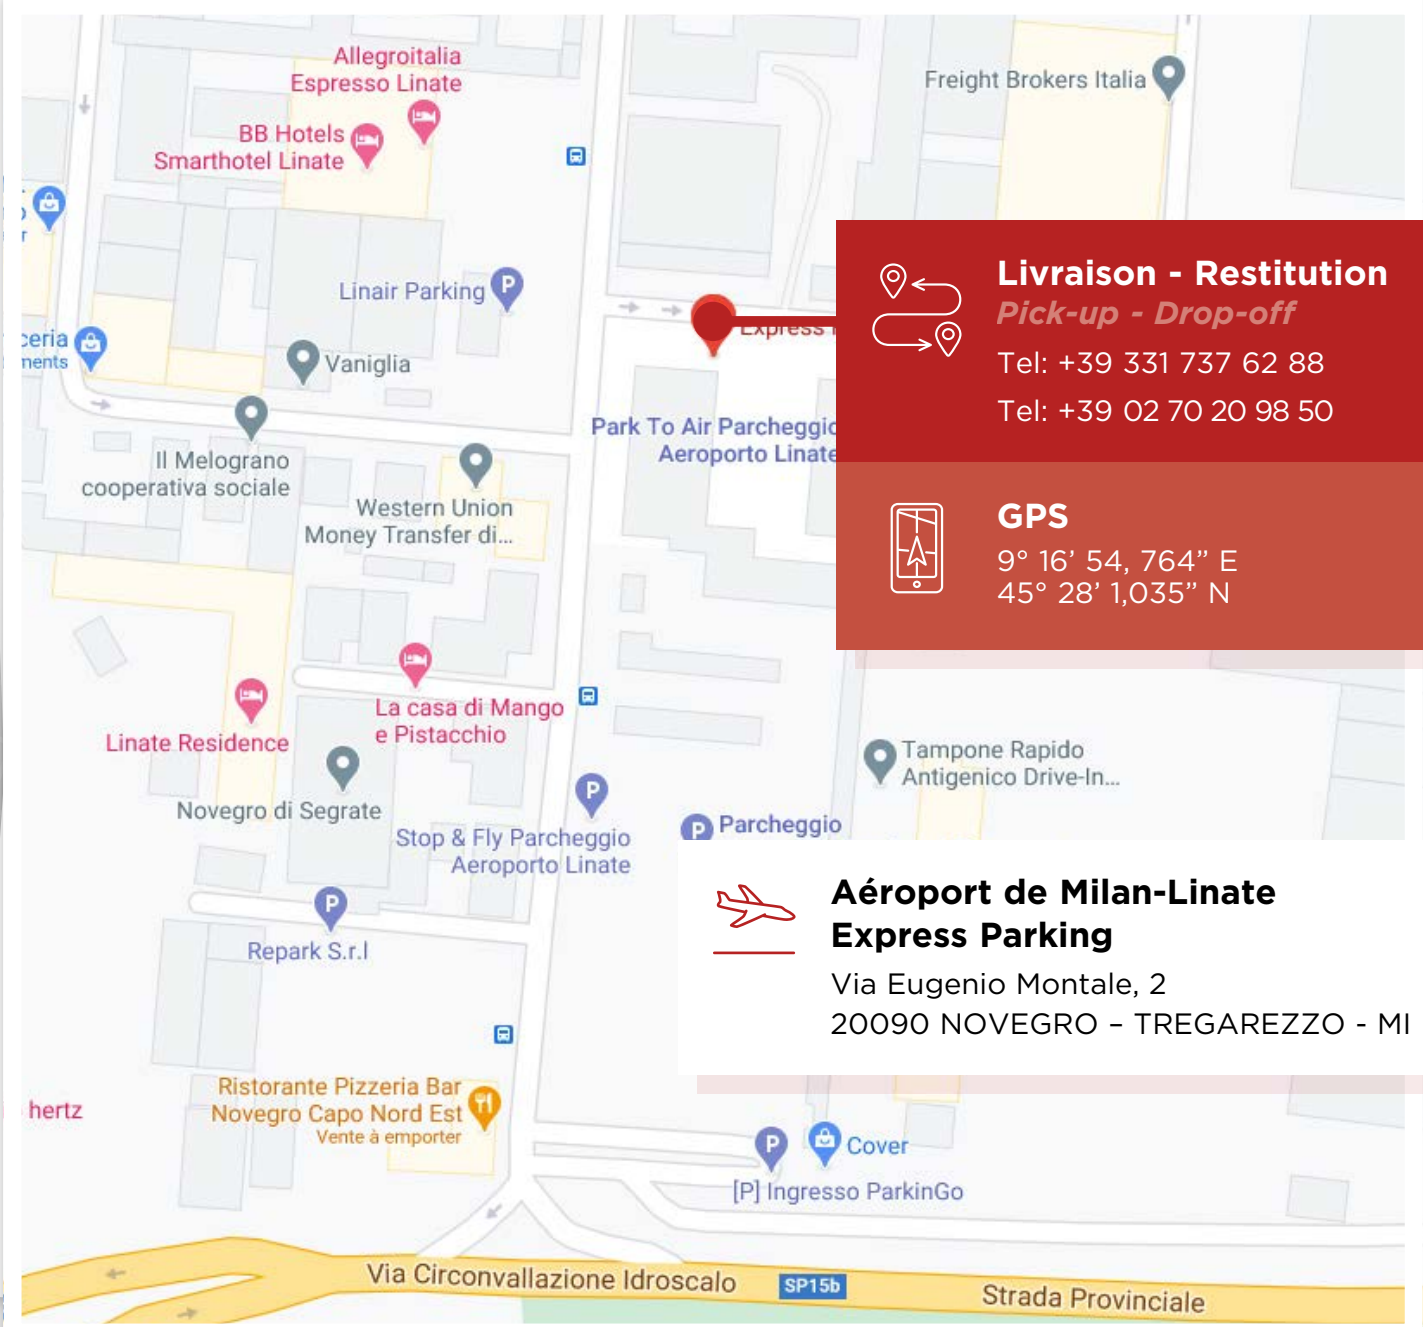 Allegroitalia
Espresso Linate
BB Hotels
Smarthotel Linate
Freight Brokers Italia
Linair Parking
P
Vaniglia
ments
Express
Livraison - Restitution
Pick-up - Drop-off
Tel: +39 331 737 62 88
Tel: +39 02 70 20 98 50
Park To Air Parcheggio
Aeroporto Linate
Il Melograno
cooperativa sociale
Western Union
Money Transfer di...
GPS
9° 16’ 54, 764” E
45° 28’ 1,035” N
La casa di Mango
e Pistacchio
Linate Residence
Novegro di Segrate
Tampone Rapido
Antigenico Drive-In...
P
Stop & Fly Parcheggio
Aeroporto Linate
P Parcheggio
Aéroport de Milan-Linate
Express Parking
Via Eugenio Montale, 2
20090 NOVEGRO – TREGAREZZO - MI
P
Repark S.r.l
Ristorante Pizzeria Bar
Novegro Capo Nord Est
Vente à emporter
hertz
P
Cover
[P] Ingresso ParkinGo
Via Circonvallazione Idroscalo
SP15b
Strada Provinciale